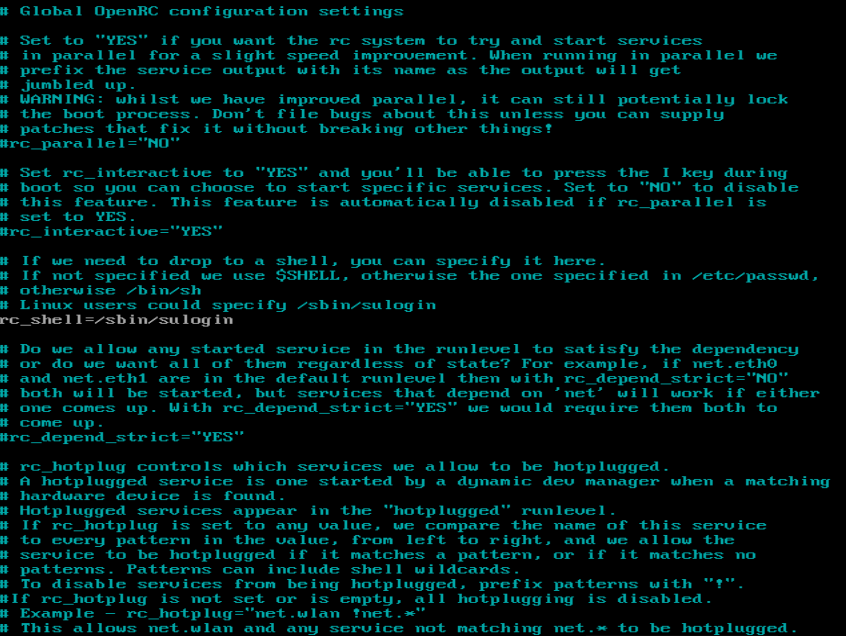 # Global OpenRC configuration settings
# Set to "YES" if you want the rc system to try and start services
# in parallel for a slight speed improvement. When running in parallel we
# prefix the service output with its name as the output will get
# jumbled up.
# WARNING: whilst we have improved parallel, it can still potentially lock
# the boot process. Don't file bugs about this unless you can supply
# patches that fix it without breaking other things!
#rc_parallel="NO"
# Set rc_interactive to "YES" and you'll be able to press the I key during
# boot so you can choose to start specific services. Set to "NO" to disable
# this feature. This feature is automatically disabled if rc_parallel is
# set to YES.
#rc_interactive="YES"
# If we need to drop to a shell, you can specify it here.
# If not specified we use $SHELL, otherwise the one specified in /etc/passwd,
# otherwise /bin/sh
# Linux users could specify /sbin/sulogin
rc_shell=/sbin/sulogin
# Do we allow any started service in the runlevel to satisfy the dependency
# or do we want all of them regardless of state? For example, if net.eth0
# and net.eth1 are in the default runlevel then with rc_depend_strict="NO"
# both will be started, but services that depend on 'net' will work if either
# one comes up. With rc_depend_strict="YES" we would require them both to
# come up.
#rc_depend_strict="YES"
# rc_hotplug controls which services we allow to be hotplugged.
# A hotplugged service is one started by a dynamic dev manager when a matching
# hardware device is found.
# Hotplugged services appear in the "hotplugged" runlevel.
# If rc_hotplug is set to any value, we compare the name of this service
# to every pattern in the value, from left to right, and we allow the
# service to be hotplugged if it matches a pattern, or if it matches no
# patterns. Patterns can include shell wildcards.
# To disable services from being hotplugged, prefix patterns with "!".
#If rc_hotplug is not set or is empty, all hotplugging is disabled.
# Example - rc_hotplug="net.wlan !net.*"
# This allows net.wlan and any service not matching net.* to be hotplugged.